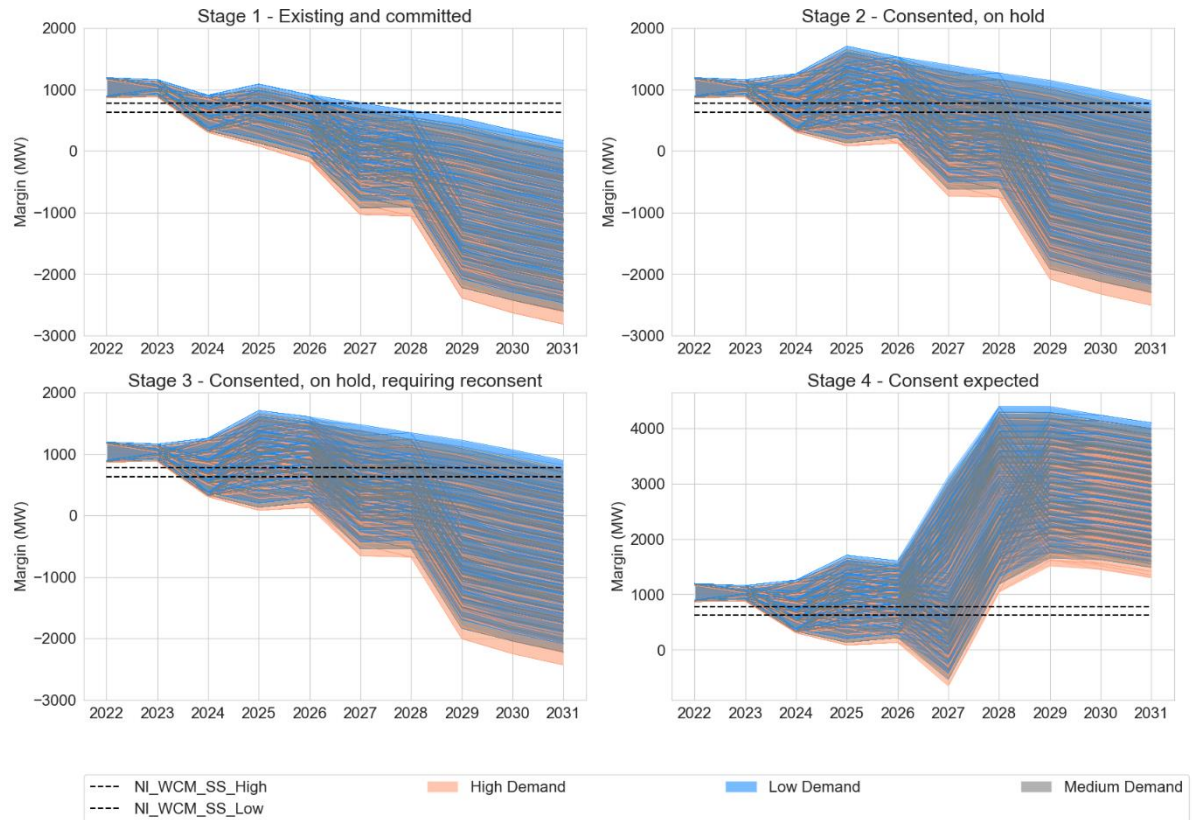 Stage 1 - Existing and committed
Stage 2 - Consented, on hold
2000
1000
0
−1000
−2000
−3000
Margin (MW)
2022 2023 2024 2025 2026 2027 2028 2029 2030 2031
2000
1000
0
−1000
−2000
−3000
Margin (MW)
2022 2023 2024 2025 2026 2027 2028 2029 2030 2031
Stage 3 - Consented, on hold, requiring reconsent
Stage 4 - Consent expected
2000
1000
0
−1000
−2000
−3000
Margin (MW)
2022 2023 2024 2025 2026 2027 2028 2029 2030 2031
4000
3000
2000
1000
0
Margin (MW)
2022 2023 2024 2025 2026 2027 2028 2029 2030 2031
NI_WCM_SS_High
NI_WCM_SS_Low
High Demand
Low Demand
Medium Demand